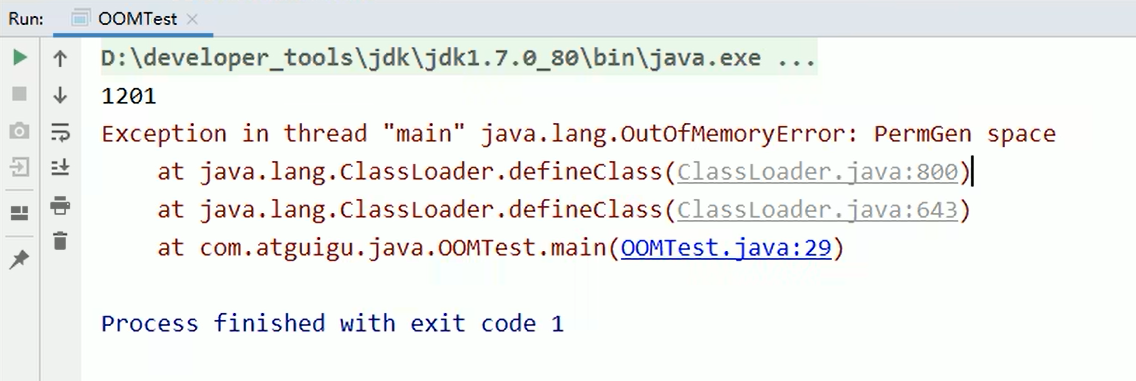 Run: OOMTest
D:\developer_tools\jdk\jdk1.7.0_80\bin\java.exe ...
1201
Exception in thread "main" java.lang.OutOfMemoryError: PermGen space
at java.lang.ClassLoader.defineClass(ClassLoader.java:800)
at java.lang.ClassLoader.defineClass(ClassLoader.java:643)
at com.atguigu.java.OOMTest.main(OOMTest.java:29)
Process finished with exit code 1